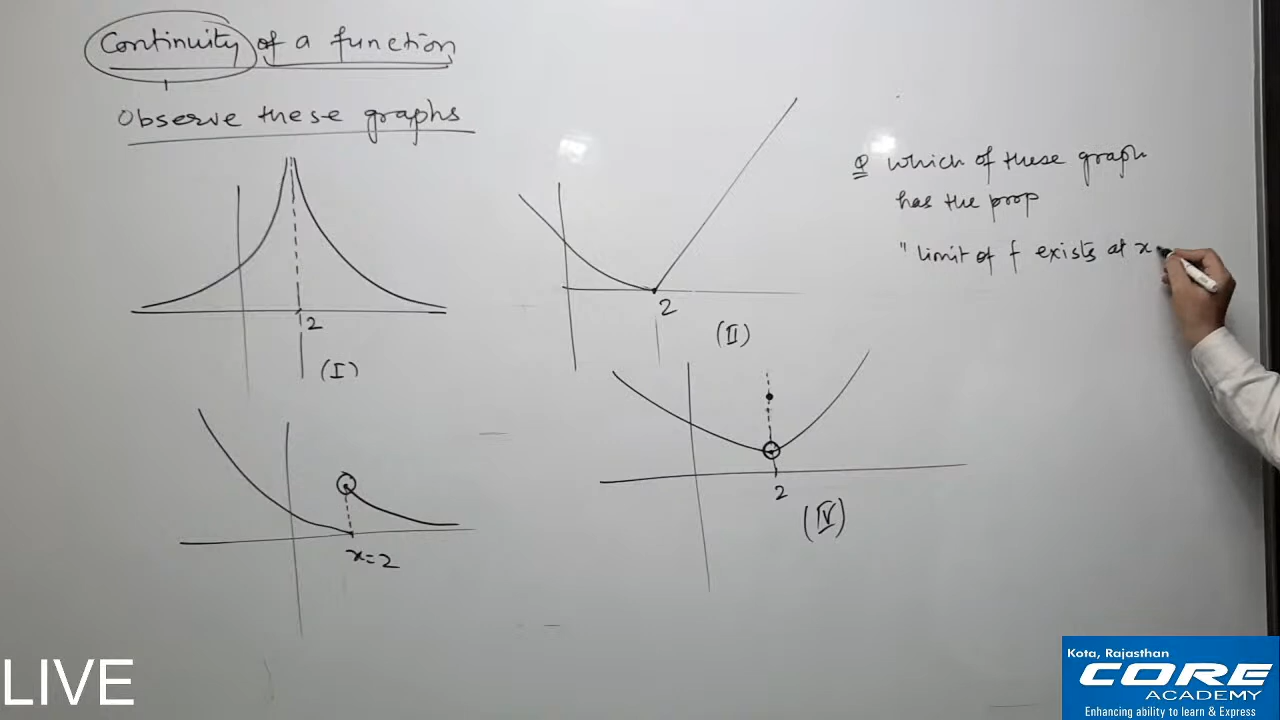 Continuity of a function
Observe these graphs
2
(I)
2
(II)
x=2
2
(IV)
Q which of these graph
has the prop
" limit of f exists at x
LIVE
Kota, Rajasthan
CORE
ACADEMY
Enhancing ability to learn & Express